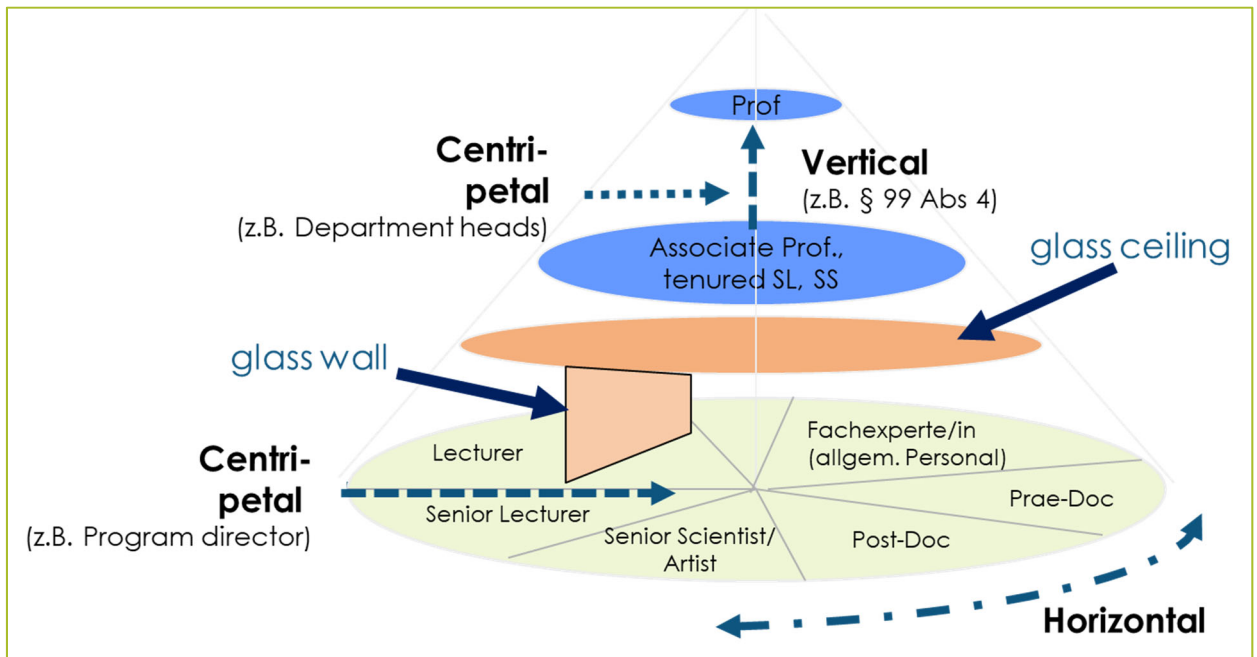 Prof
Centri-
petal
(z.B. Department heads)
Vertical
(z.B. § 99 Abs 4)
Associate Prof.,
tenured SL, SS
glass ceiling
glass wall
Lecturer
Fachexperte/in
(allgem. Personal)
Centri-
petal
(z.B. Program director)
Senior Lecturer
Senior Scientist/
Artist
Post-Doc
Prae-Doc
Horizontal